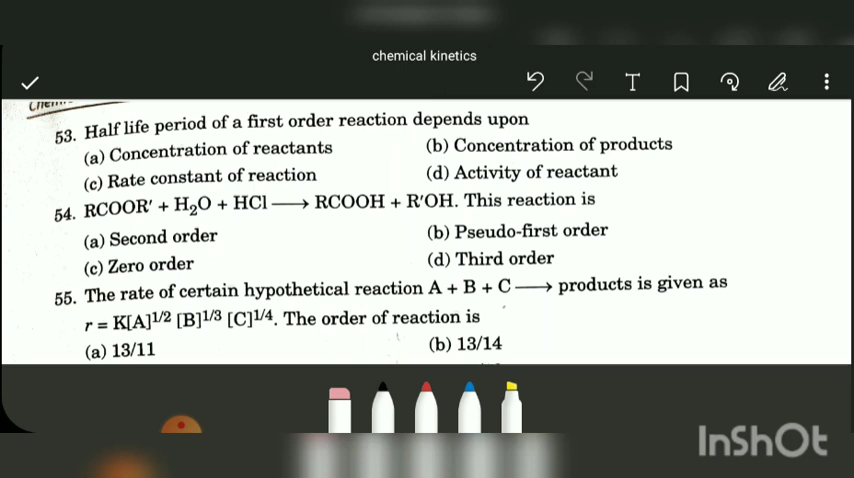 chemical kinetics
T
53. Half life period of a first order reaction depends upon
(a) Concentration of reactants (b) Concentration of products
(c) Rate constant of reaction (d) Activity of reactant
54. RCOOR′ + H₂O + HCl ⟶ RCOOH + R′OH. This reaction is
(a) Second order (b) Pseudo-first order
(c) Zero order (d) Third order
55. The rate of certain hypothetical reaction A + B + C ⟶ products is given as
r = K[A]^1/2 [B]^1/3 [C]^1/4. The order of reaction is
(a) 13/11 (b) 13/14
InShOt